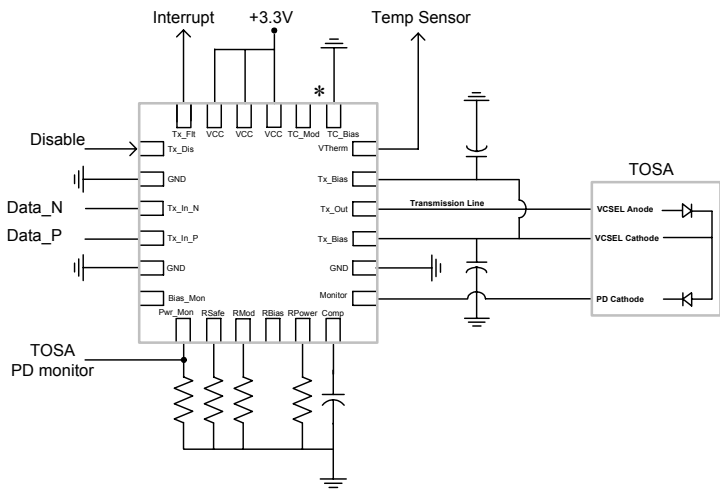 Interrupt
+3.3V
Temp Sensor
*
Tx_Flt
VCC
VCC
VCC
TC_Mod
TC_Bias
Disable
Tx_Dis
VTherm
GND
Tx_Bias
TOSA
Data_N
Tx_In_N
Tx_Out
Transmission Line
VCSEL Anode
Data_P
Tx_In_P
Tx_Bias
VCSEL Cathode
GND
GND
Bias_Mon
Monitor
PD Cathode
Pwr_Mon
RSafe
RMod
RBias
RPower
Comp
TOSA
PD monitor